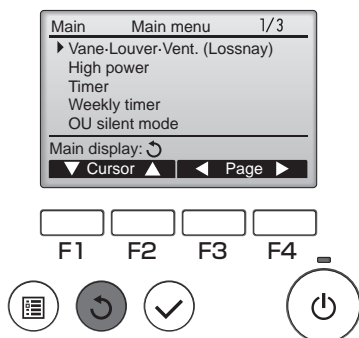 Main Main menu 1/3
Vane·Louver·Vent. (Lossnay)
High power
Timer
Weekly timer
OU silent mode
Main display:
Cursor Page
F1 F2 F3 F4